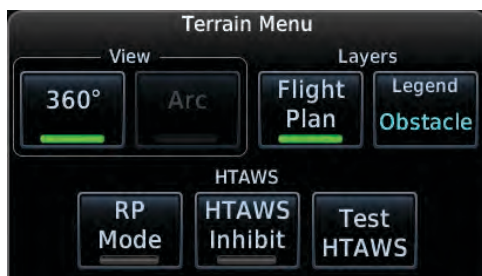 Terrain Menu
View
Layers
360°
Arc
Flight
Plan
Legend
Obstacle
HTAWS
RP
Mode
HTAWS
Inhibit
Test
HTAWS